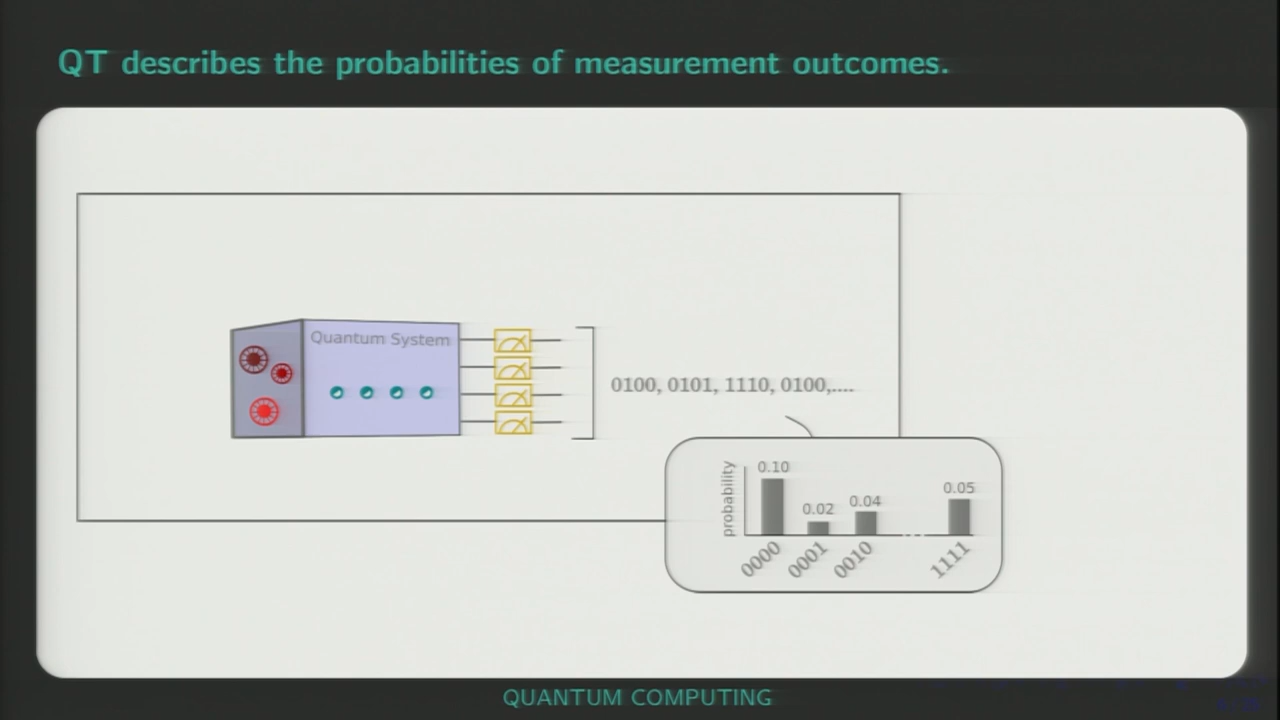 QT describes the probabilities of measurement outcomes.
Quantum System
0100, 0101, 1110, 0100,....
probability
0.10
0.02
0.04
0.05
0000
0001
0010
...
1111
QUANTUM COMPUTING